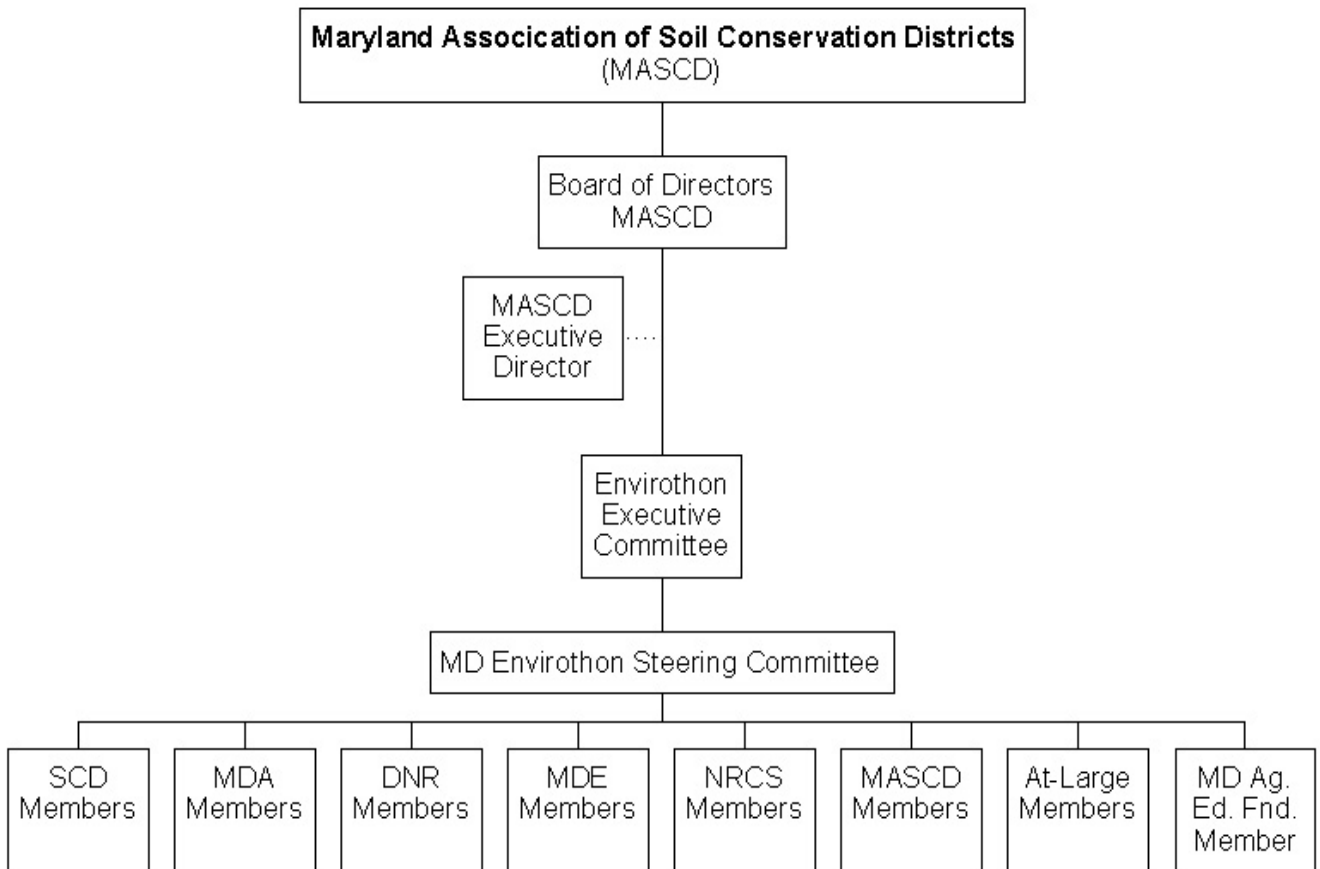 Maryland Assocication of Soil Conservation Districts
(MASCD)
Board of Directors
MASCD
MASCD
Executive
Director
Envirothon
Executive
Committee
MD Envirothon Steering Committee
SCD
Members
MDA
Members
DNR
Members
MDE
Members
NRCS
Members
MASCD
Members
At-Large
Members
MD Ag.
Ed. Fnd.
Member